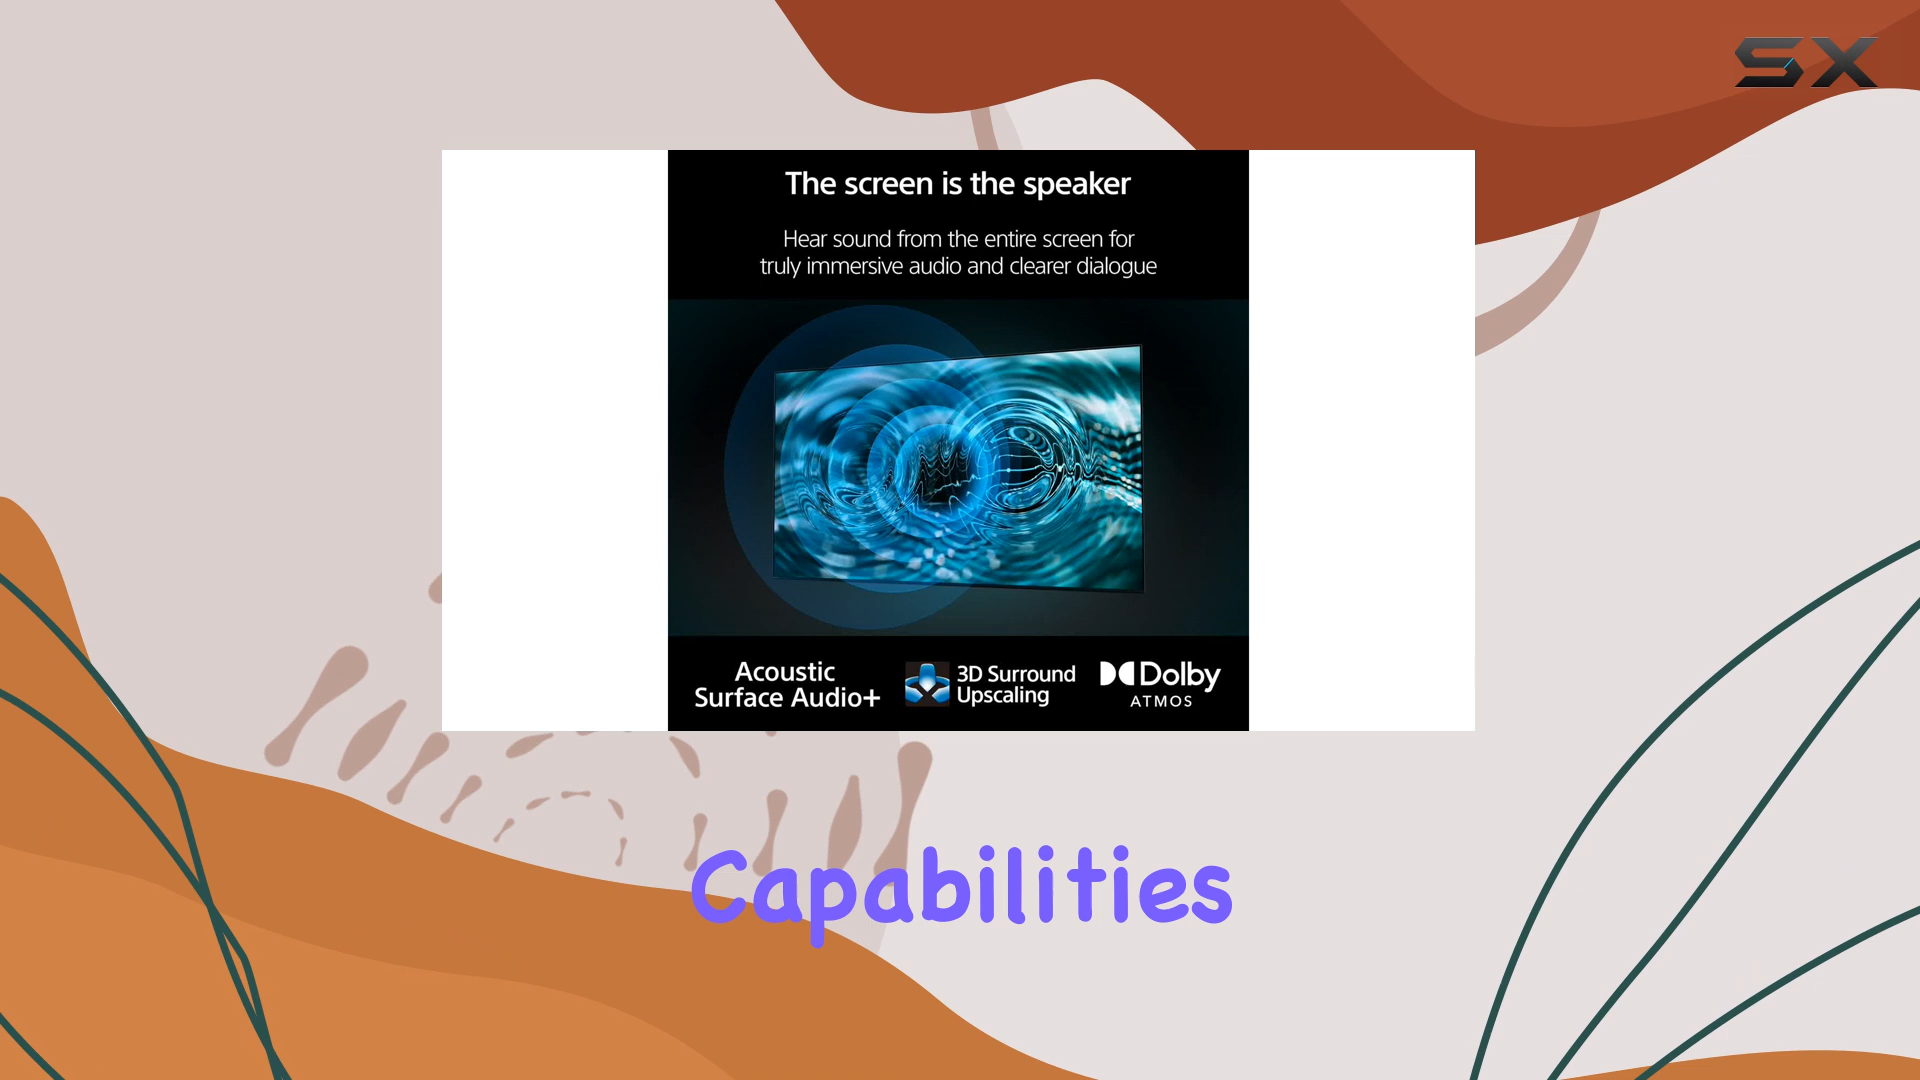 SX
The screen is the speaker
Hear sound from the entire screen for
truly immersive audio and clearer dialogue
Acoustic
Surface Audio+
3D Surround
Upscaling
Dolby
ATMOS
Capabilities